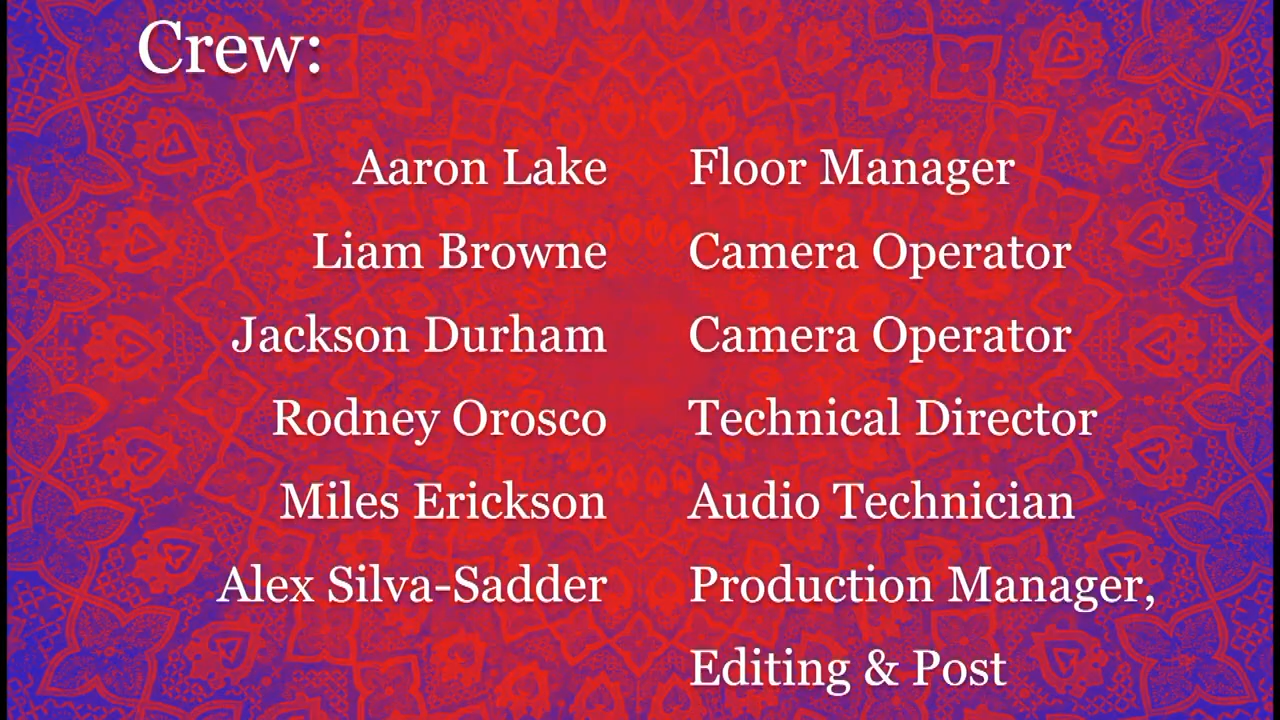 Crew:
Aaron Lake Floor Manager
Liam Browne Camera Operator
Jackson Durham Camera Operator
Rodney Orosco Technical Director
Miles Erickson Audio Technician
Alex Silva-Sadder Production Manager,
Editing & Post